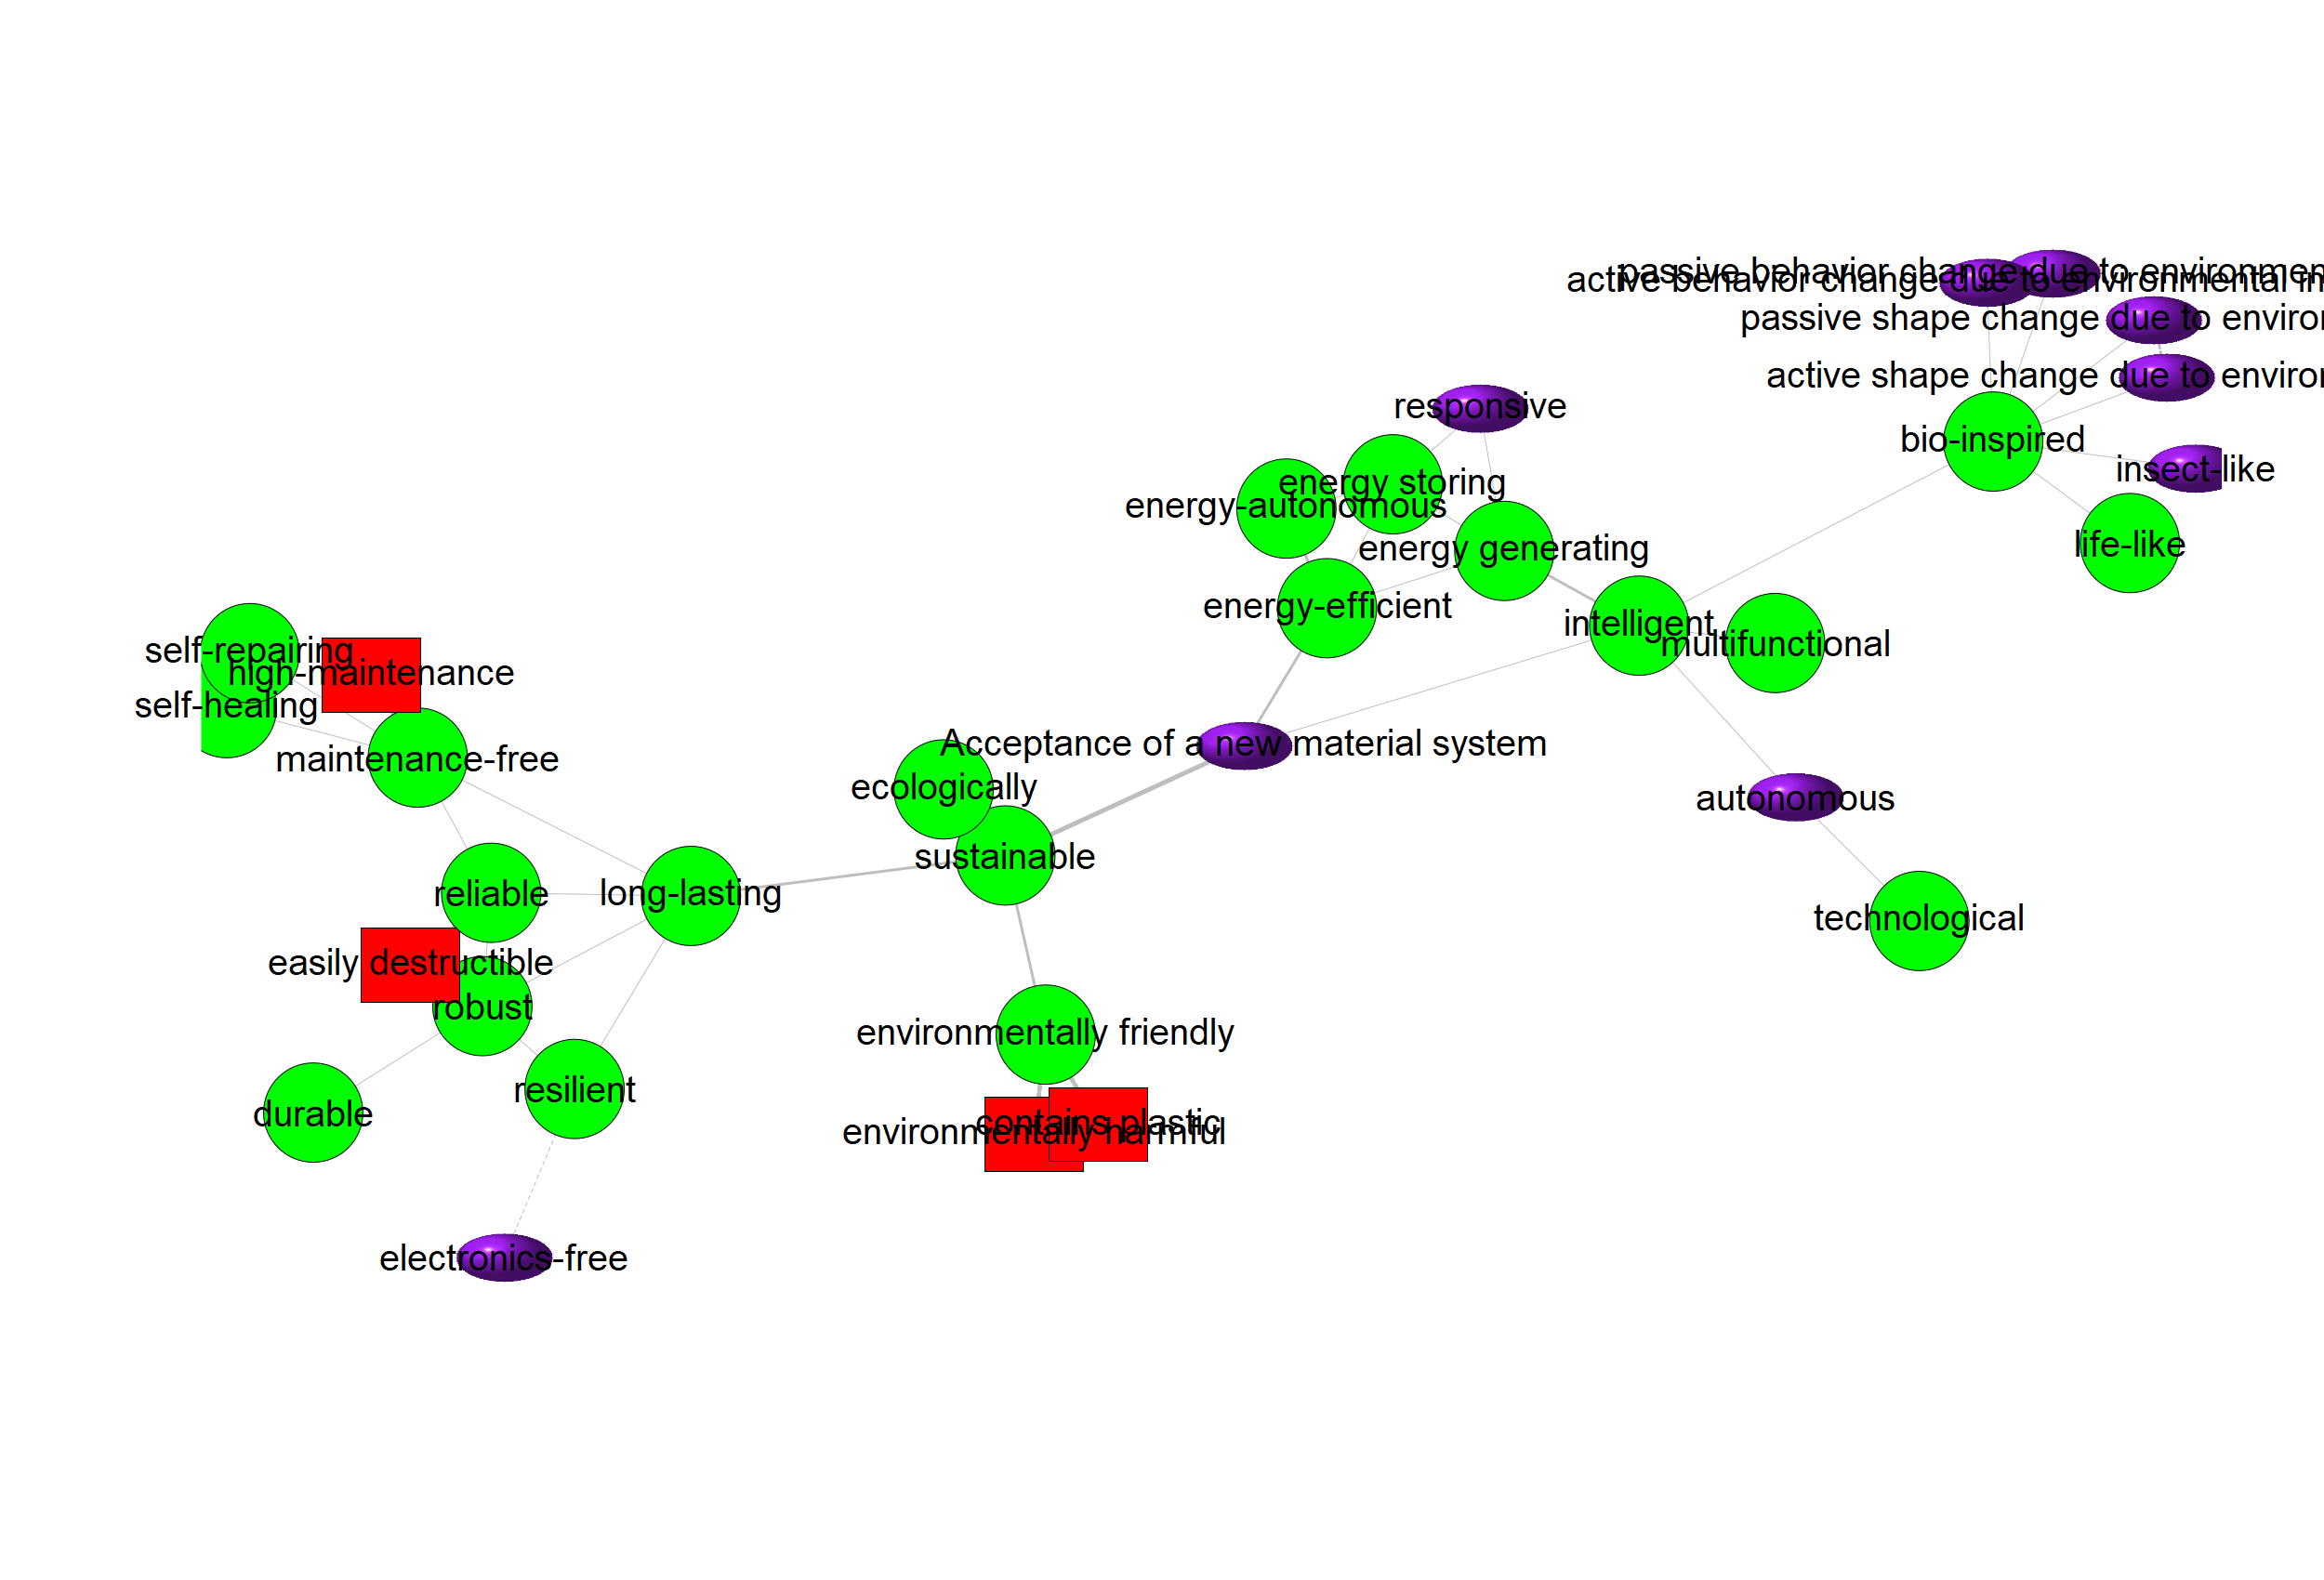 passive behavior change due to environmen
active behavior change due to environmental in
passive shape change due to enviror
active shape change due to enviror
responsive
bio-inspired
insect-like
energy storing
energy-autonomous
energy generating
life-like
energy-efficient
intelligent
multifunctional
self-repairing
high-maintenance
self-healing
maintenance-free
Acceptance of a new material system
ecologically
autonomous
sustainable
reliable
long-lasting
technological
easily destructible
robust
environmentally friendly
resilient
durable
contains plastic
environmentally harmful
electronics-free